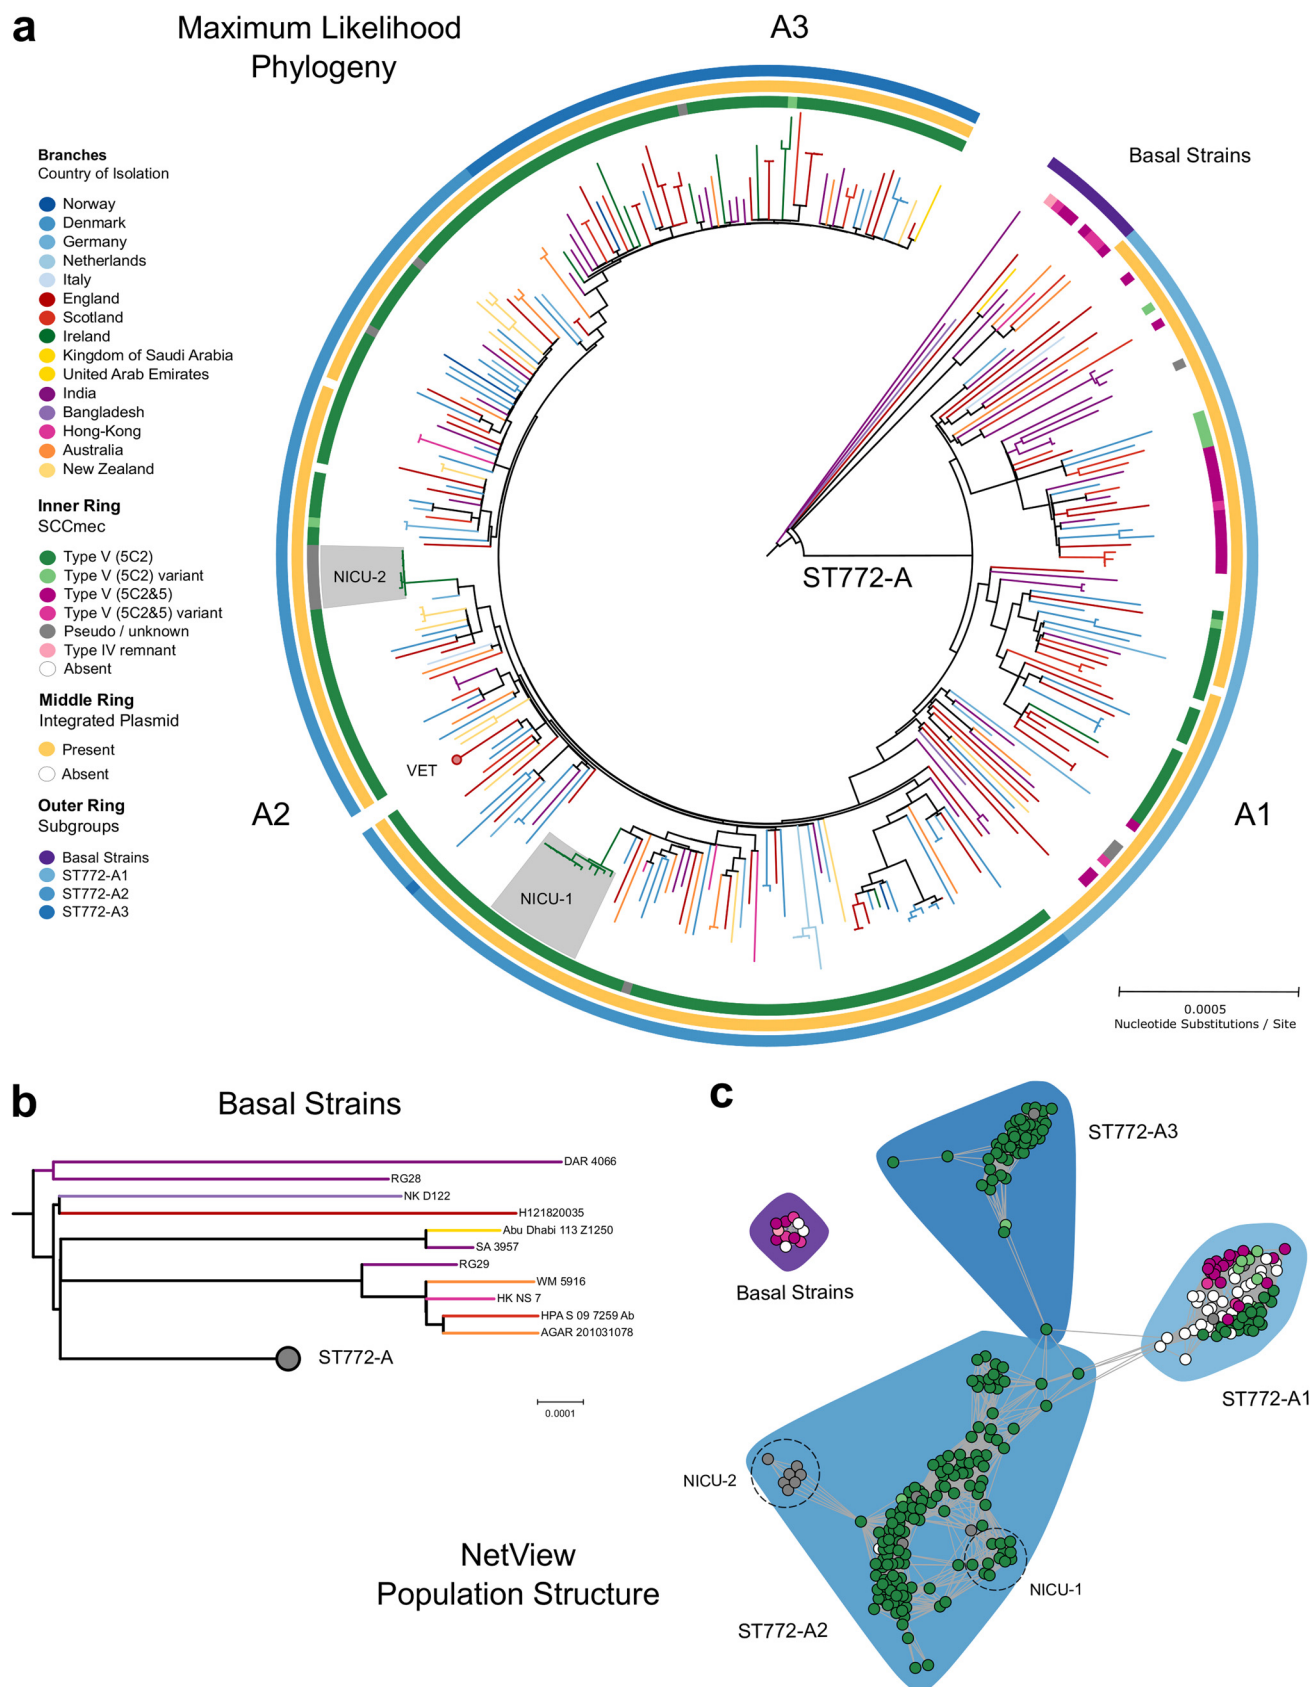 a
Maximum Likelihood
Phylogeny
A3
Basal Strains
Branches
Country of Isolation
Norway
Denmark
Germany
Netherlands
Italy
England
Scotland
Ireland
Kingdom of Saudi Arabia
United Arab Emirates
India
Bangladesh
Hong-Kong
Australia
New Zealand
Inner Ring
SCCmec
Type V (5C2)
Type V (5C2) variant
Type V (5C2&5)
Type V (5C2&5) variant
Pseudo / unknown
Type IV remnant
Absent
Middle Ring
Integrated Plasmid
Present
Absent
Outer Ring
Subgroups
Basal Strains
ST772-A1
ST772-A2
ST772-A3
NICU-2
ST772-A
VET
A2
A1
NICU-1
0.0005
Nucleotide Substitutions / Site
b
Basal Strains
DAR 4066
RG28
NK D122
H121820035
Abu Dhabi 113 Z1250
SA 3957
RG29
WM 5916
HK NS 7
HPA S 09 7259 Ab
AGAR 201031078
ST772-A
0.0001
c
ST772-A3
Basal Strains
ST772-A1
NICU-2
NICU-1
ST772-A2
NetView
Population Structure